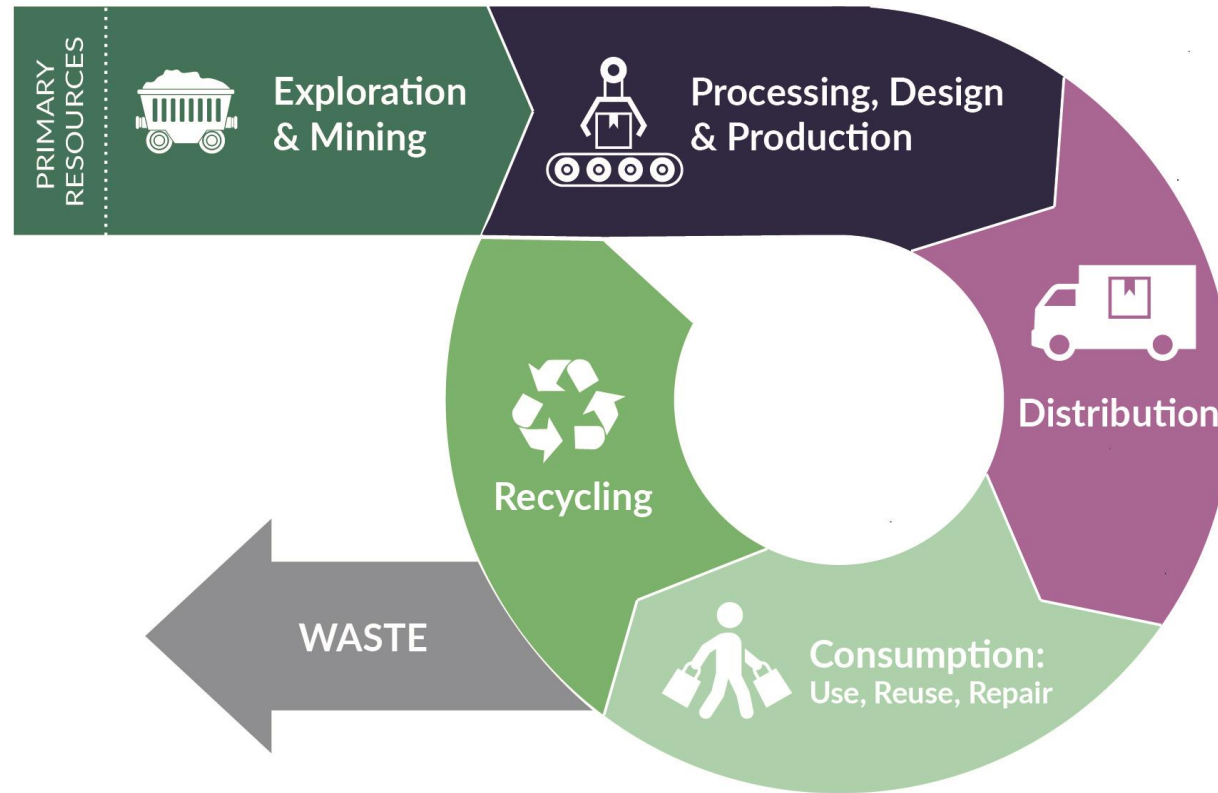 PRIMARY
RESOURCES
Exploration
& Mining
Processing, Design
& Production
Distribution
Consumption:
Use, Reuse, Repair
Recycling
WASTE